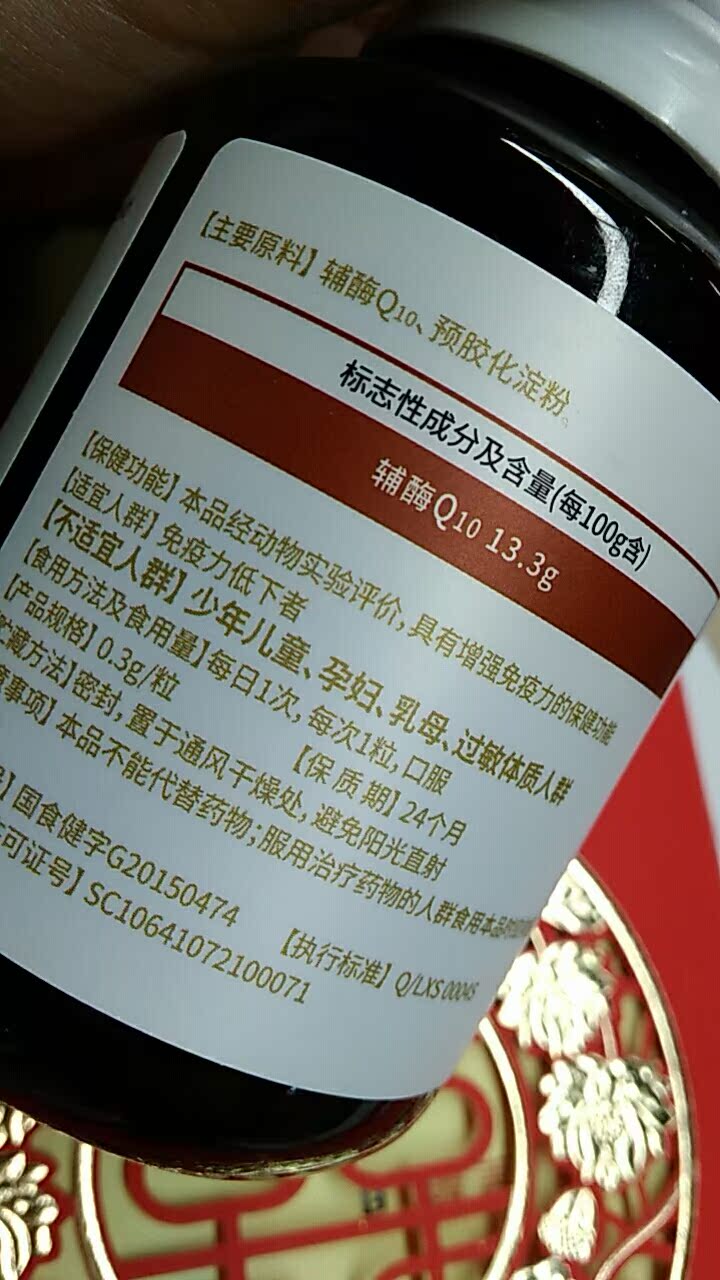 【主要原料】辅酶Q10、预胶化淀粉。
标志性成分及含量(每100g含)
辅酶Q10 13.3g
【保健功能】本品经动物实验评价,具有增强免疫力的保健功能
【适宜人群】免疫力低下者
【不适宜人群】少年儿童、孕妇、乳母、过敏体质人群
【食用方法及食用量】每日1次,每次1粒,口服
【产品规格】0.3g/粒 【保质期】24个月
藏方法】密封,置于通风干燥处,避免阳光直射
事项】本品不能代替药物;服用治疗药物的人群食用本品
】国食健字G20150474 【执行标准】Q/LXS 0004S
可证号】SC10641072100071